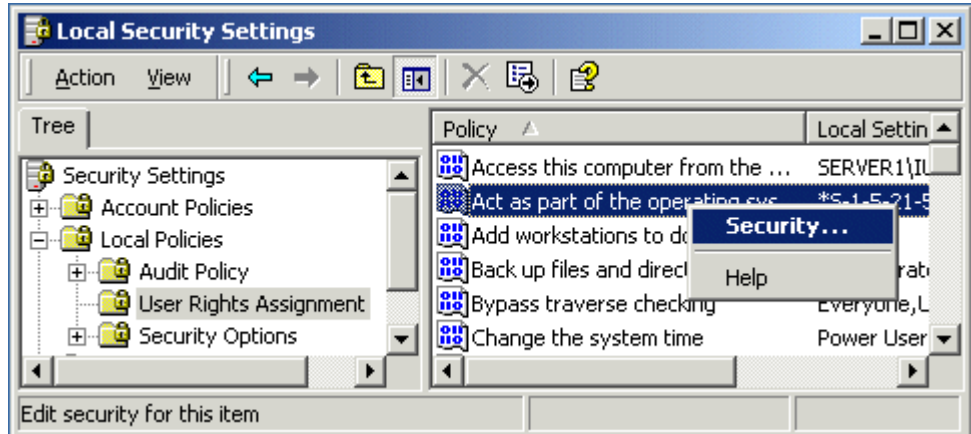 Local Security Settings
Action View
Tree
Policy Local Settin
Security Settings
Account Policies
Local Policies
Audit Policy
User Rights Assignment
Security Options
Access this computer from the ... SERVER1\IU
Act as part of the operating sys *S-1-5-21-5
Add workstations to do
Back up files and direct rato
Bypass traverse checking Everyone,L
Change the system time Power User
Security...
Help
Edit security for this item